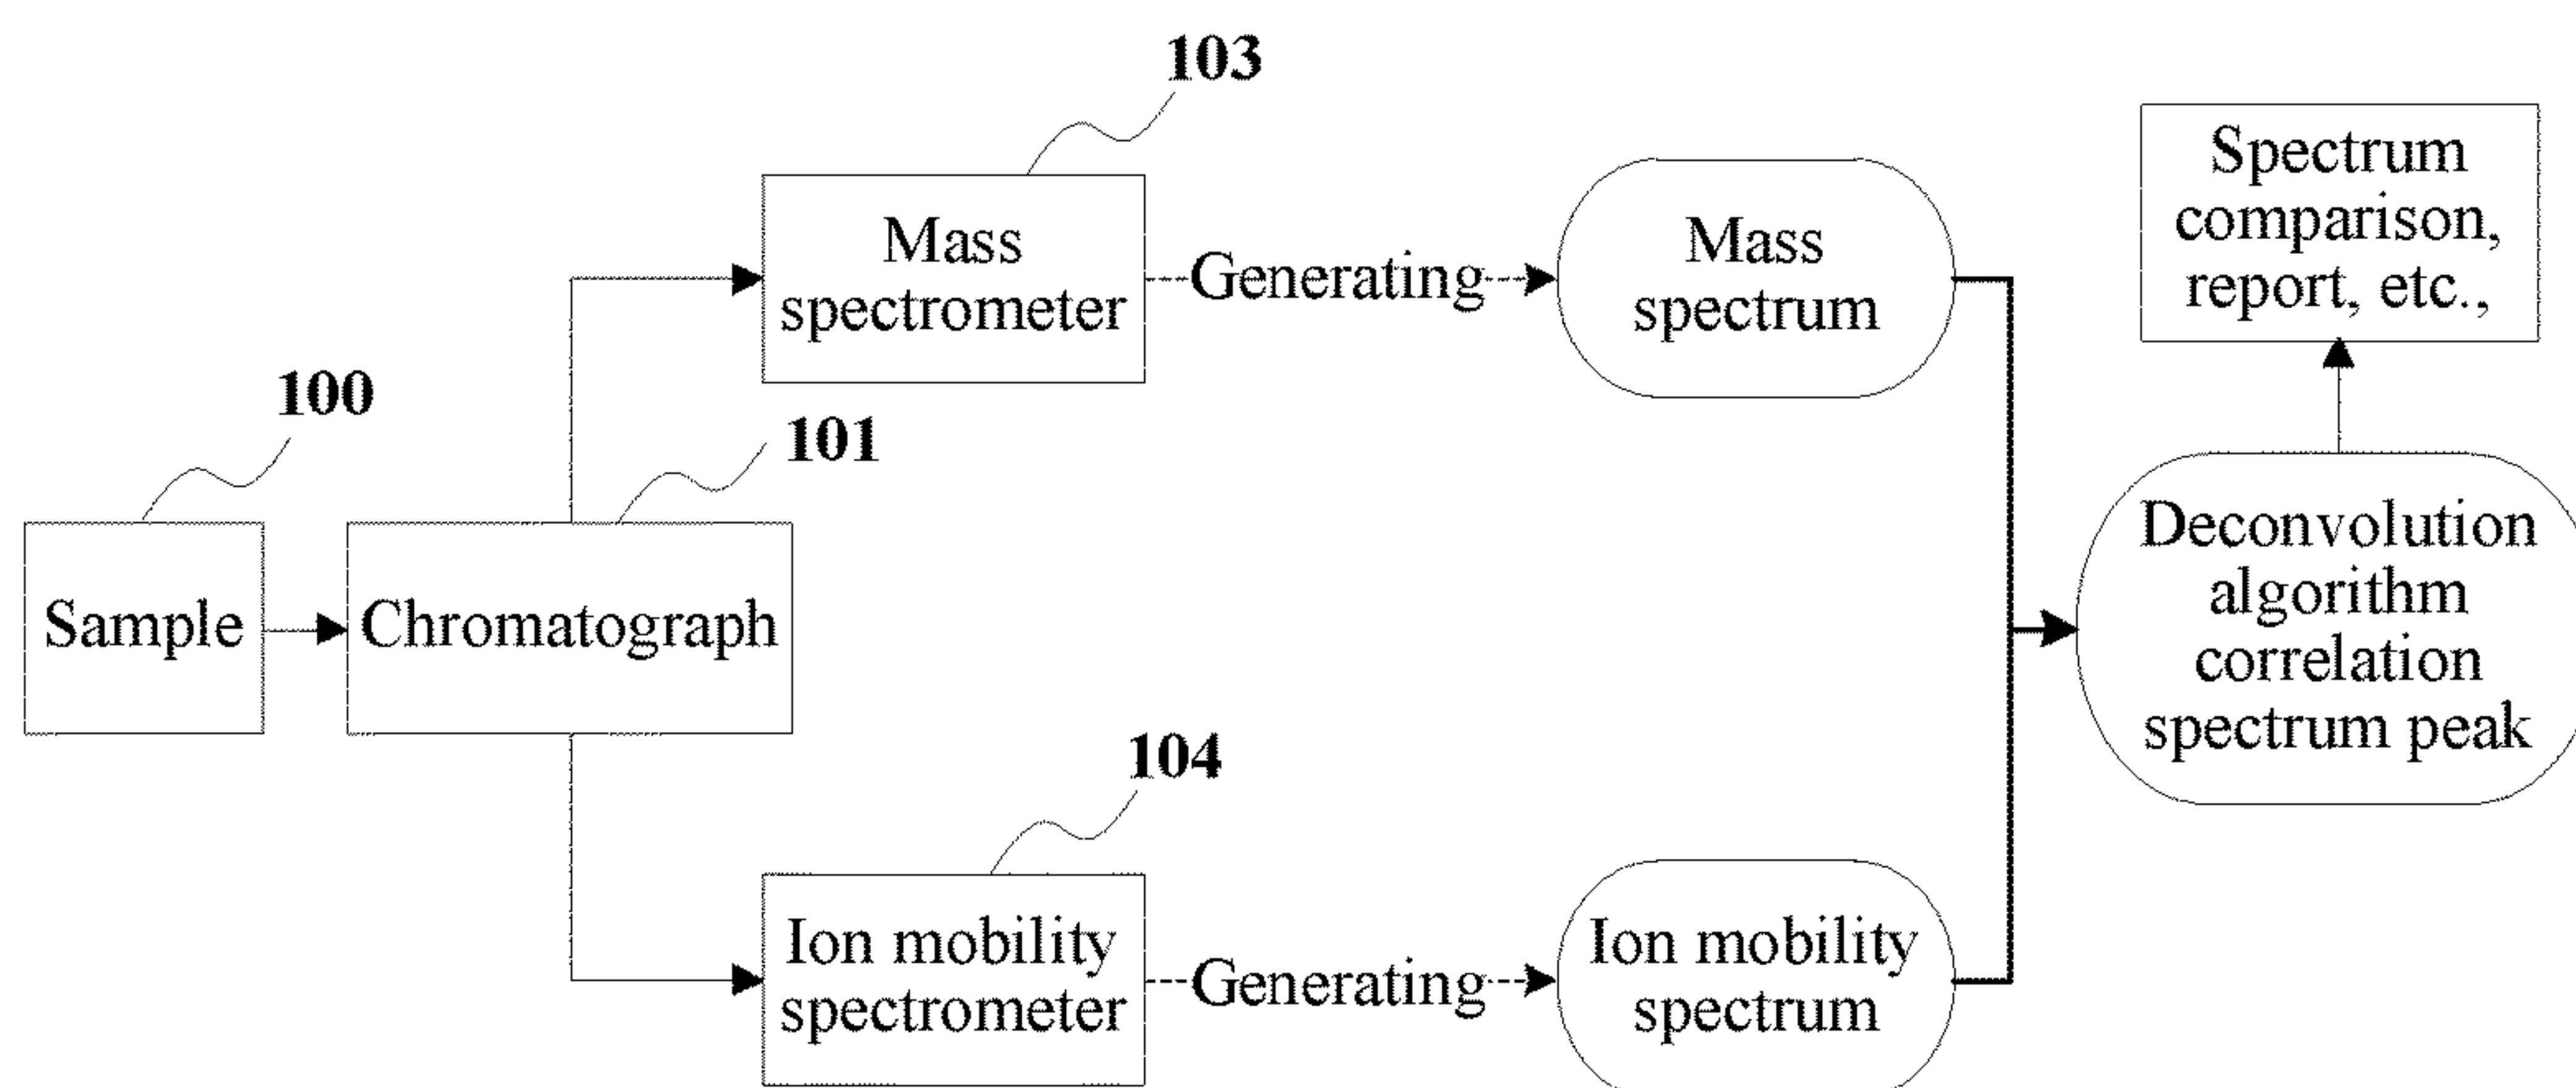 103
Mass
spectrometer
Generating
Mass
spectrum
Spectrum
comparison,
report, etc.,
100
101
Sample
Chromatograph
Deconvolution
algorithm
correlation
spectrum peak
104
Ion mobility
spectrometer
Generating
Ion mobility
spectrum